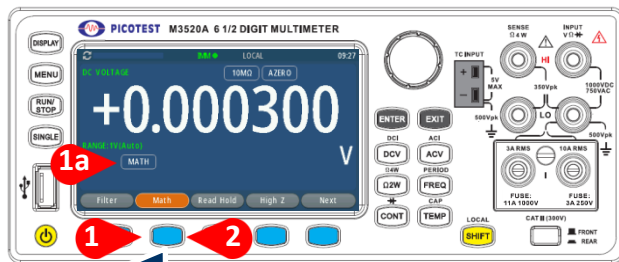 PICOTEST M3520A 6 1/2 DIGIT MULTIMETER
DISPLAY
MENU
RUN/
STOP
SINGLE
LOCAL
09:27
DC VOLTAGE
10MΩ
AZERO
+0.000300
V
RANGE:1V(Auto)
MATH
1a
Filter
Math
Read Hold
High Z
Next
1
2
ENTER
EXIT
DCI
ACI
DCV
ACV
Ω4W
PERIOD
Ω2W
FREQ
CAP
CONT
TEMP
LOCAL
SHIFT
TC INPUT
+
-
5V
MAX
500Vpk
SENSE
Ω 4 W
INPUT
V Ω
HI
350Vpk
1000VDC
750VAC
LO
500Vpk
3A RMS
10A RMS
I
FUSE:
11A 1000V
FUSE:
3A 250V
CAT II (300V)
FRONT
REAR